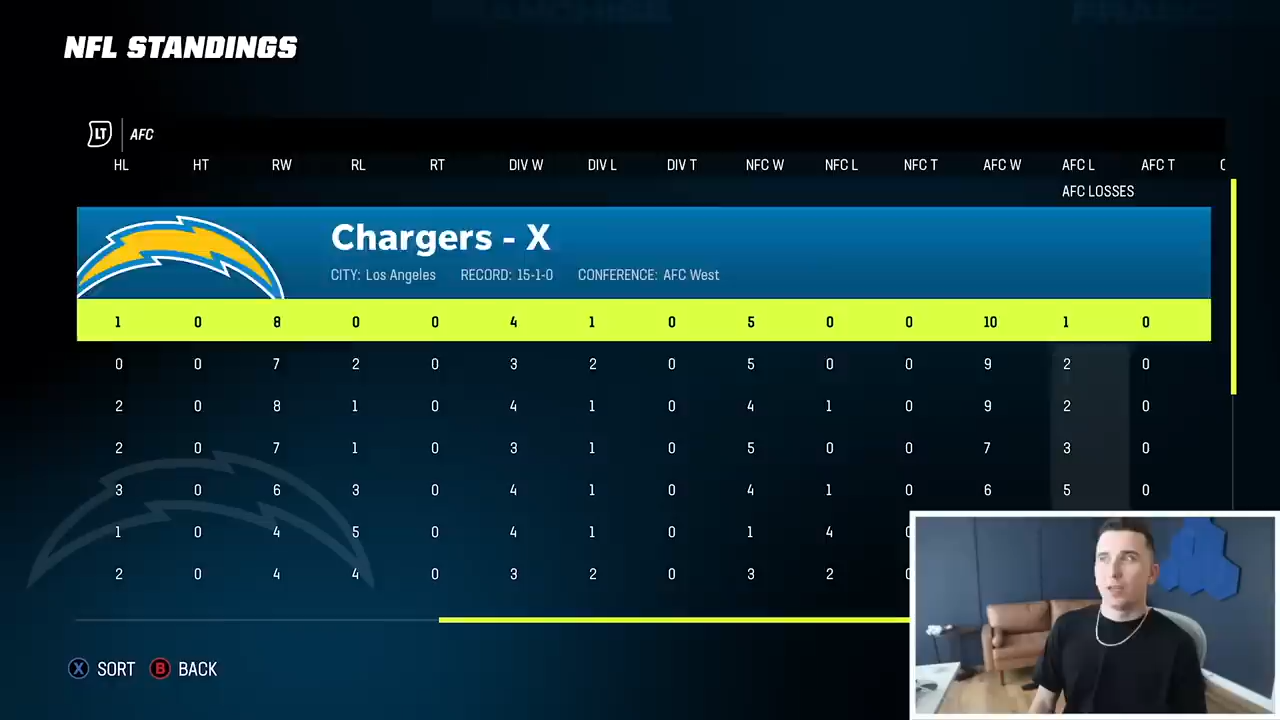 NFL STANDINGS
LT AFC
HL HT RW RL RT DIV W DIV L DIV T NFC W NFC L NFC T AFC W AFC L AFC T
AFC LOSSES
Chargers - X
CITY: Los Angeles RECORD: 15-1-0 CONFERENCE: AFC West
1 0 8 0 0 4 1 0 5 0 0 10 1 0
0 0 7 2 0 3 2 0 5 0 0 9 2 0
2 0 8 1 0 4 1 0 4 1 0 9 2 0
2 0 7 1 0 3 1 0 5 0 0 7 3 0
3 0 6 3 0 4 1 0 4 1 0 6 5 0
1 0 4 5 0 4 1 0 1 4
2 0 4 4 0 3 2 0 3 2
X SORT B BACK